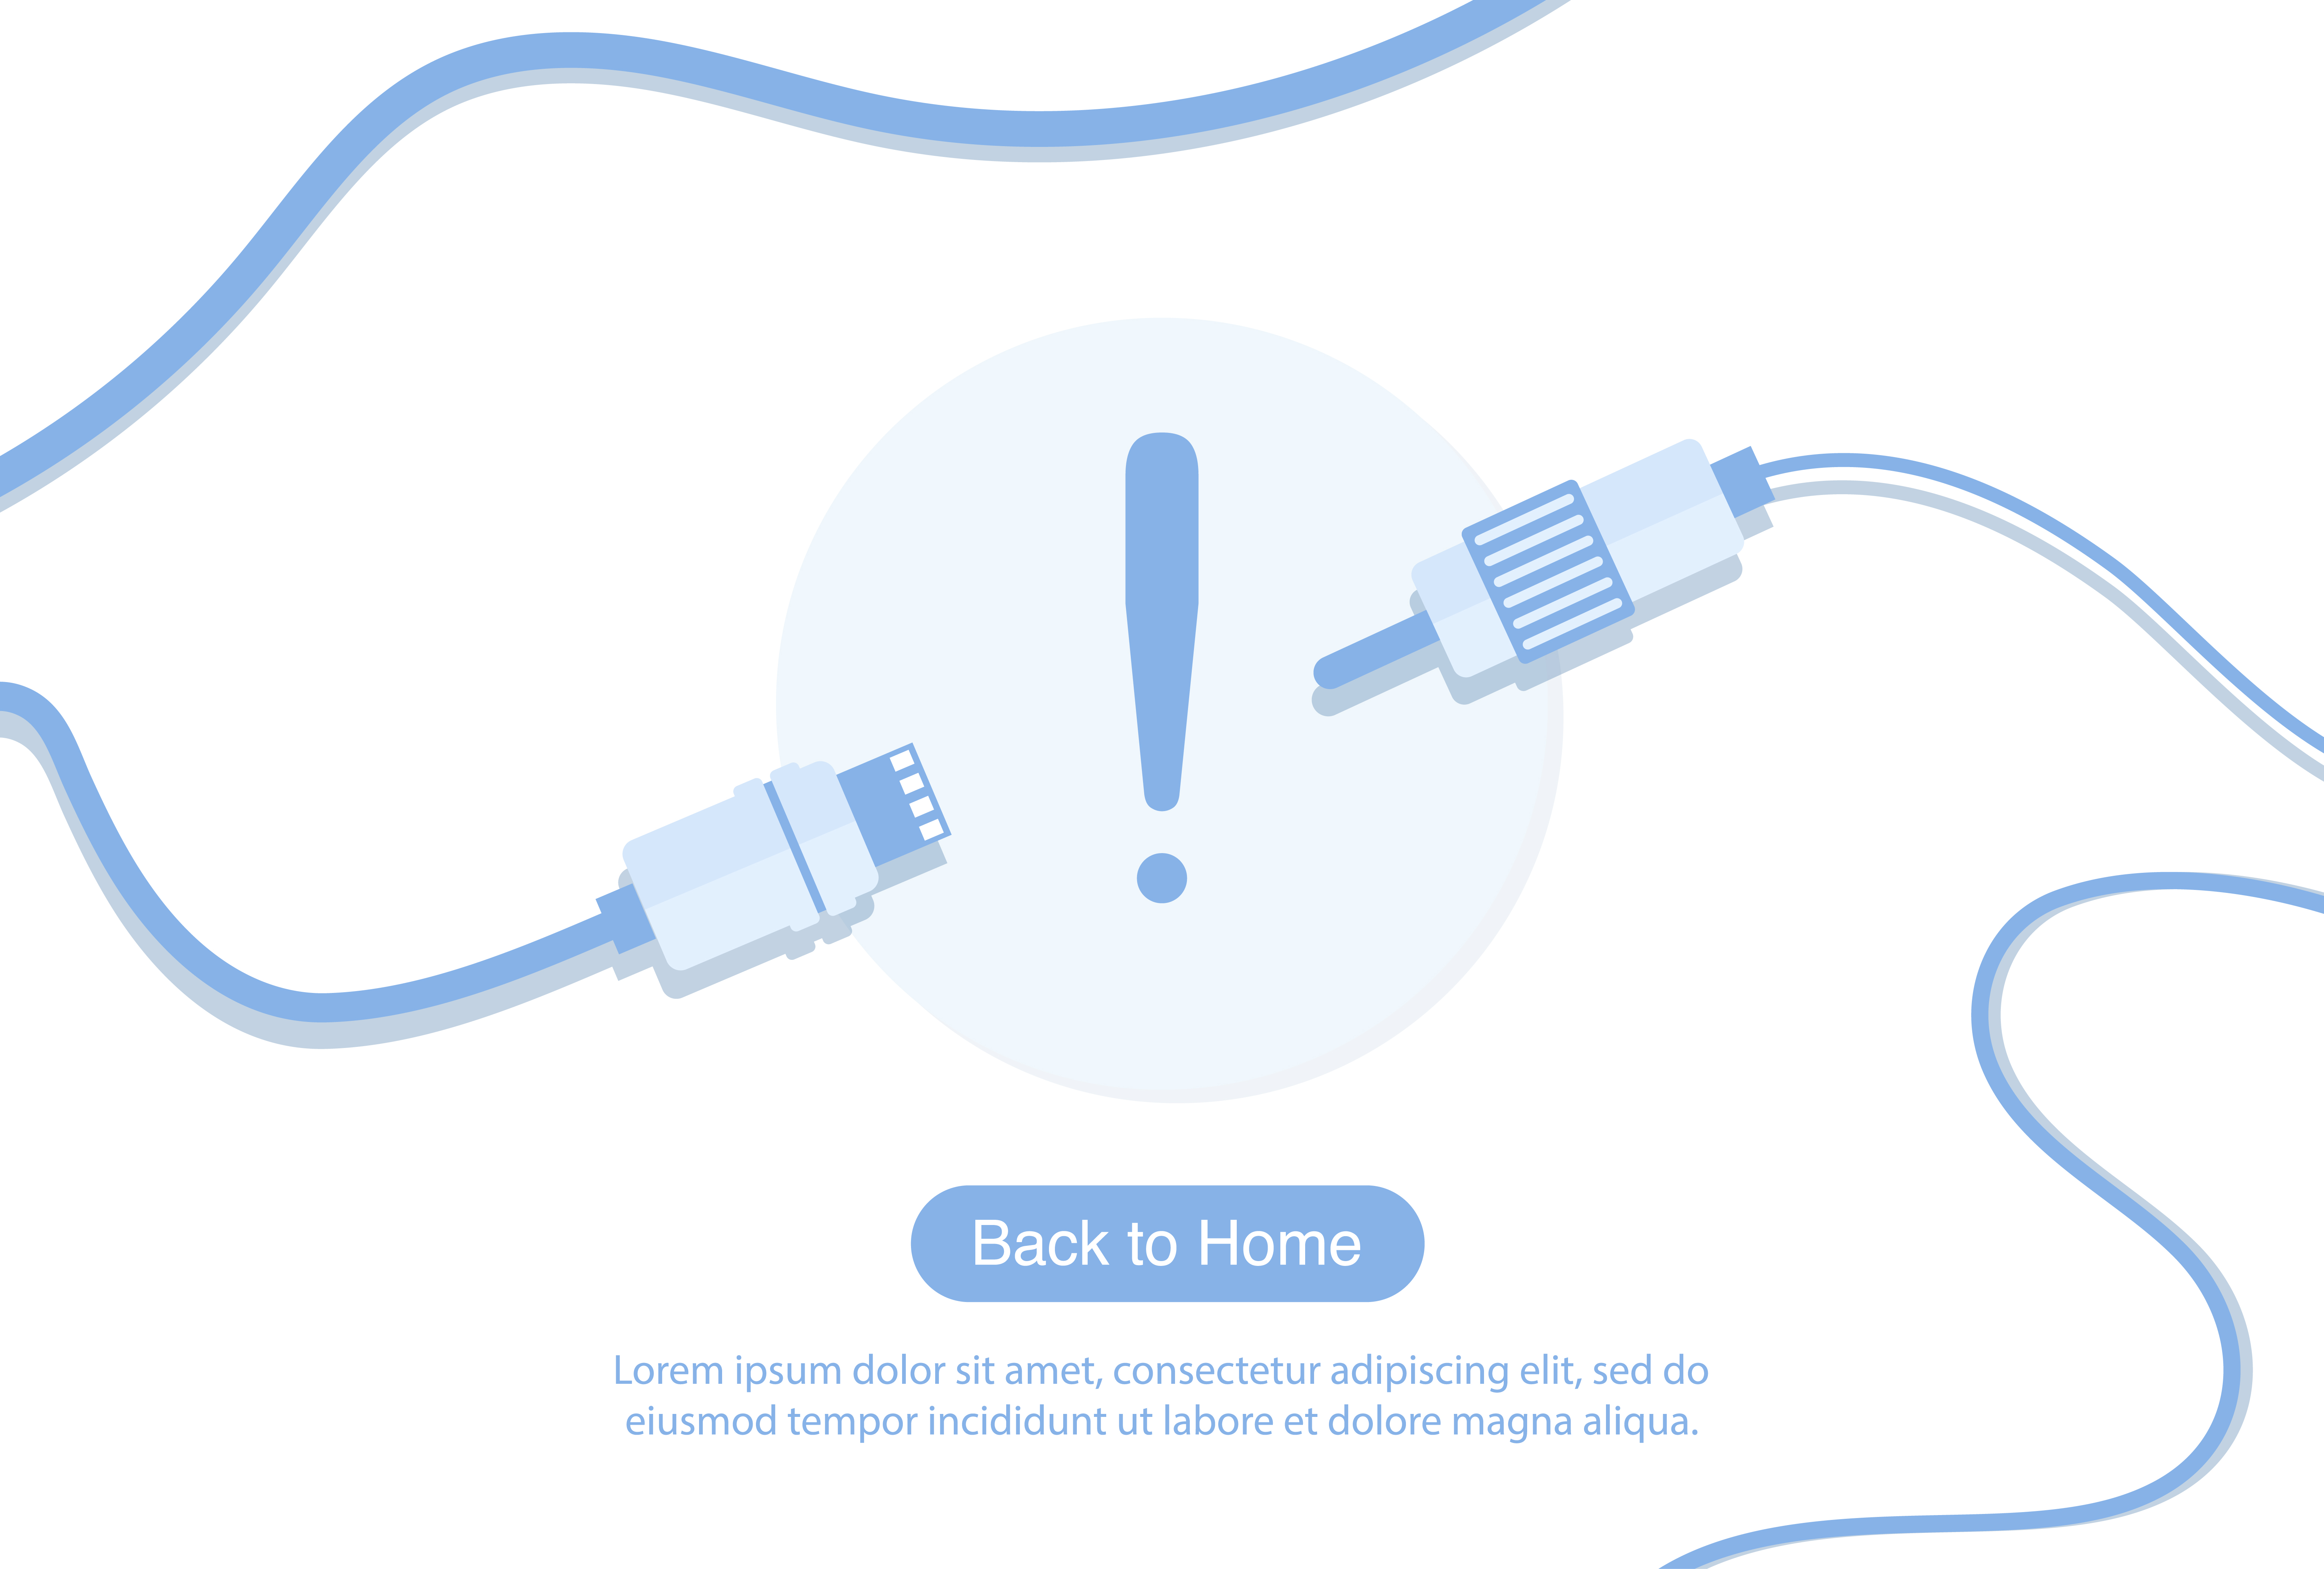 !
Back to Home
Lorem ipsum dolor sit amet, consectetur adipiscing elit, sed do
eiusmod tempor incididunt ut labore et dolore magna aliqua.